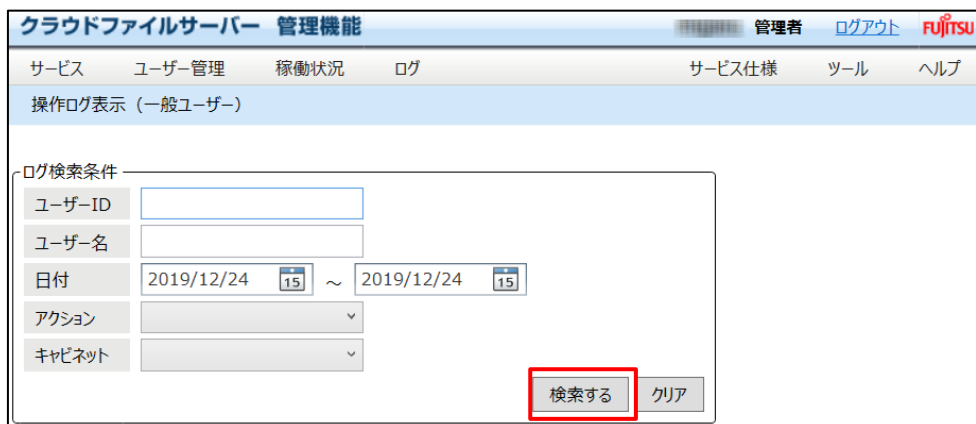 クラウドファイルサーバー 管理機能 管理者 ログアウト FUJITSU
サービス ユーザー管理 稼働状況 ログ サービス仕様 ツール ヘルプ
操作ログ表示（一般ユーザー）
ログ検索条件
ユーザーID
ユーザー名
日付 2019/12/24 15 ～ 2019/12/24 15
アクション
キャビネット
検索する クリア